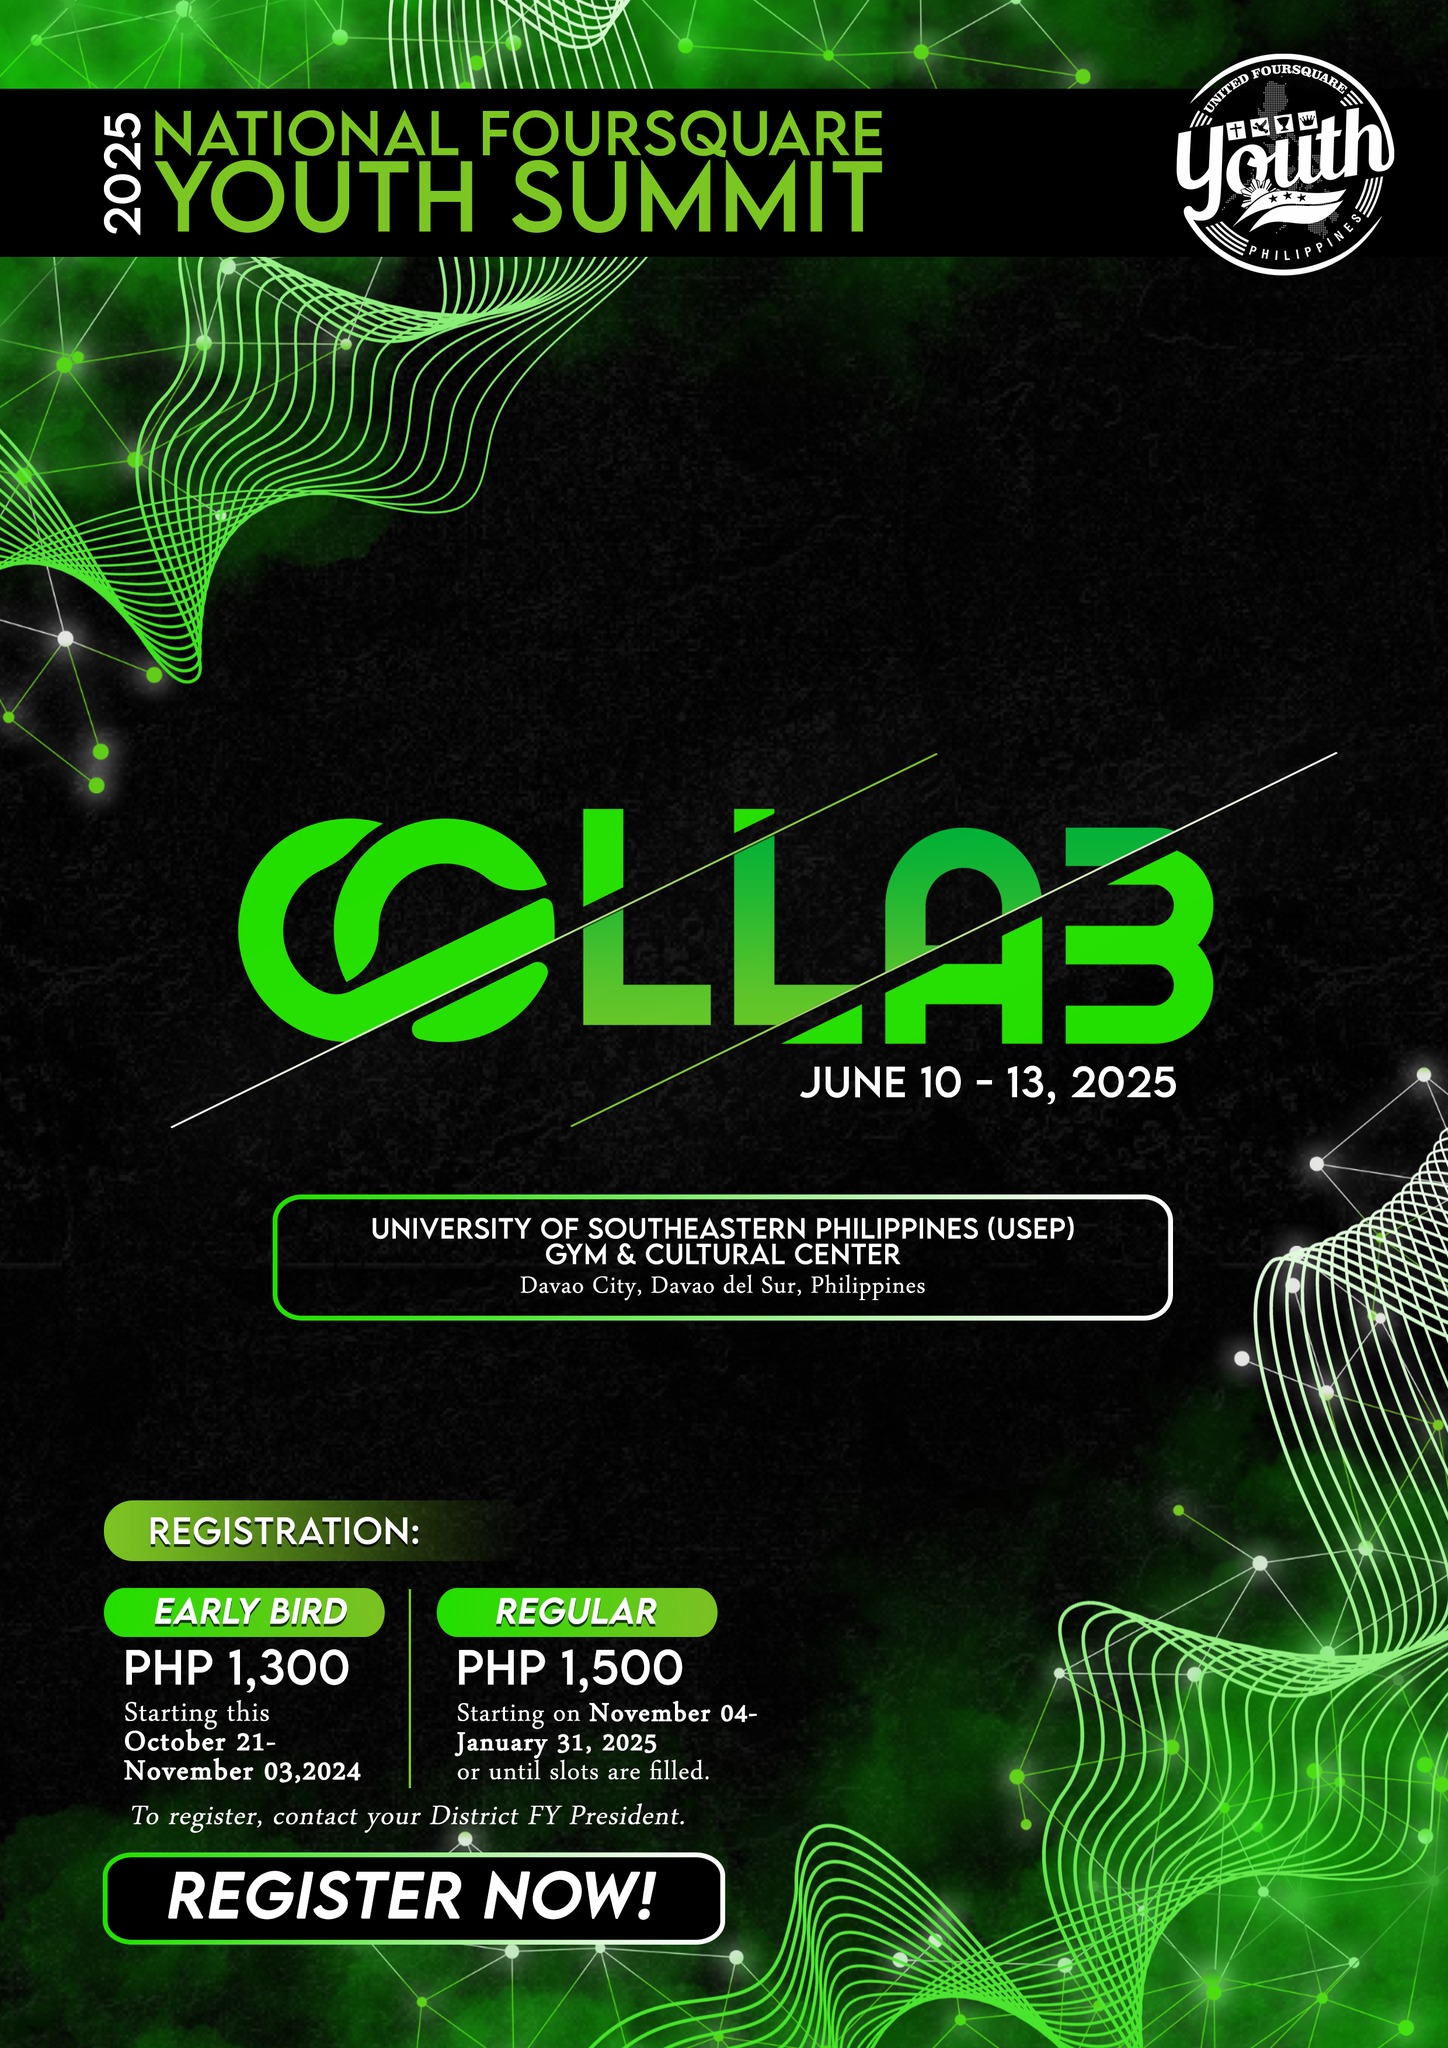 2025
NATIONAL FOURSQUARE
YOUTH SUMMIT
UNITED FOURSQUARE
youth
PHILIPPINES
COLLAB
JUNE 10 - 13, 2025
UNIVERSITY OF SOUTHEASTERN PHILIPPINES (USEP)
GYM & CULTURAL CENTER
Davao City, Davao del Sur, Philippines
REGISTRATION:
EARLY BIRD
PHP 1,300
Starting this
October 21-
November 03,2024
REGULAR
PHP 1,500
Starting on November 04-
January 31, 2025
or until slots are filled.
To register, contact your District FY President.
REGISTER NOW!